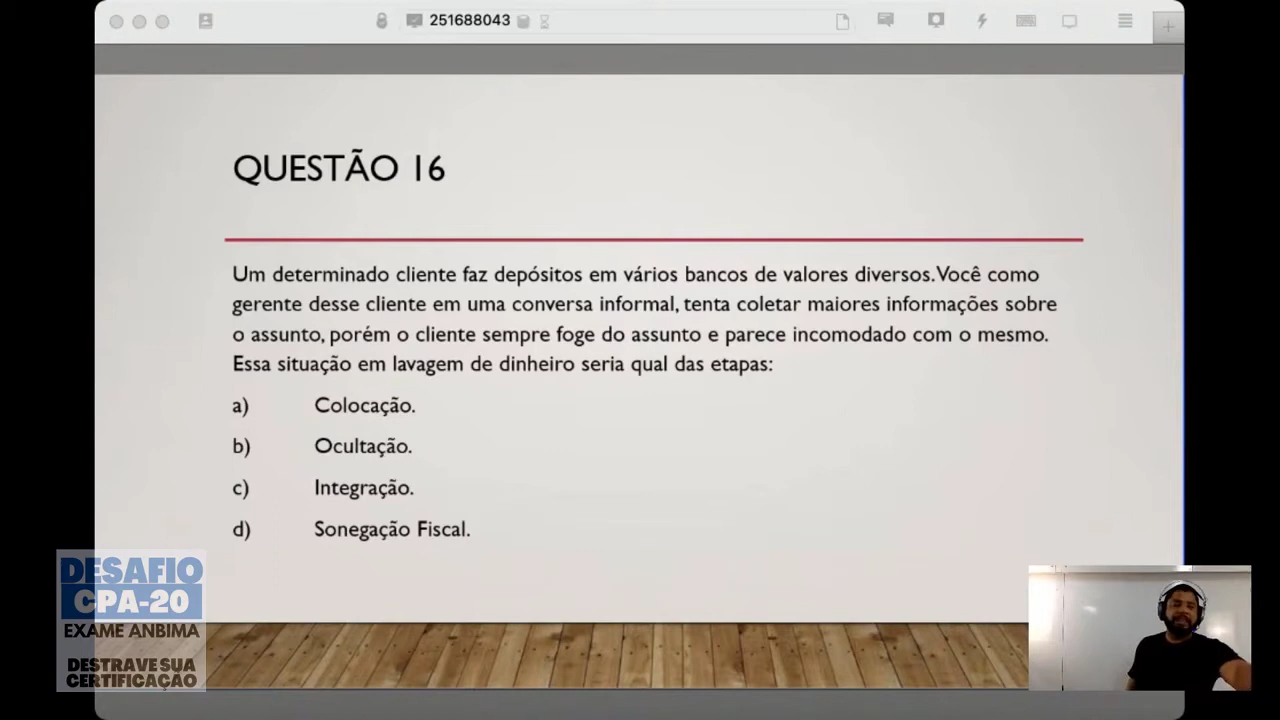 251688043
QUESTÃO 16
Um determinado cliente faz depósitos em vários bancos de valores diversos.Você como
gerente desse cliente em uma conversa informal, tenta coletar maiores informações sobre
o assunto, porém o cliente sempre foge do assunto e parece incomodado com o mesmo.
Essa situação em lavagem de dinheiro seria qual das etapas:
a) Colocação.
b) Ocultação.
c) Integração.
d) Sonegação Fiscal.
DESAFIO
CPA-20
EXAME ANBIMA
DESTRAVE SUA
CERTIFICAÇÃO